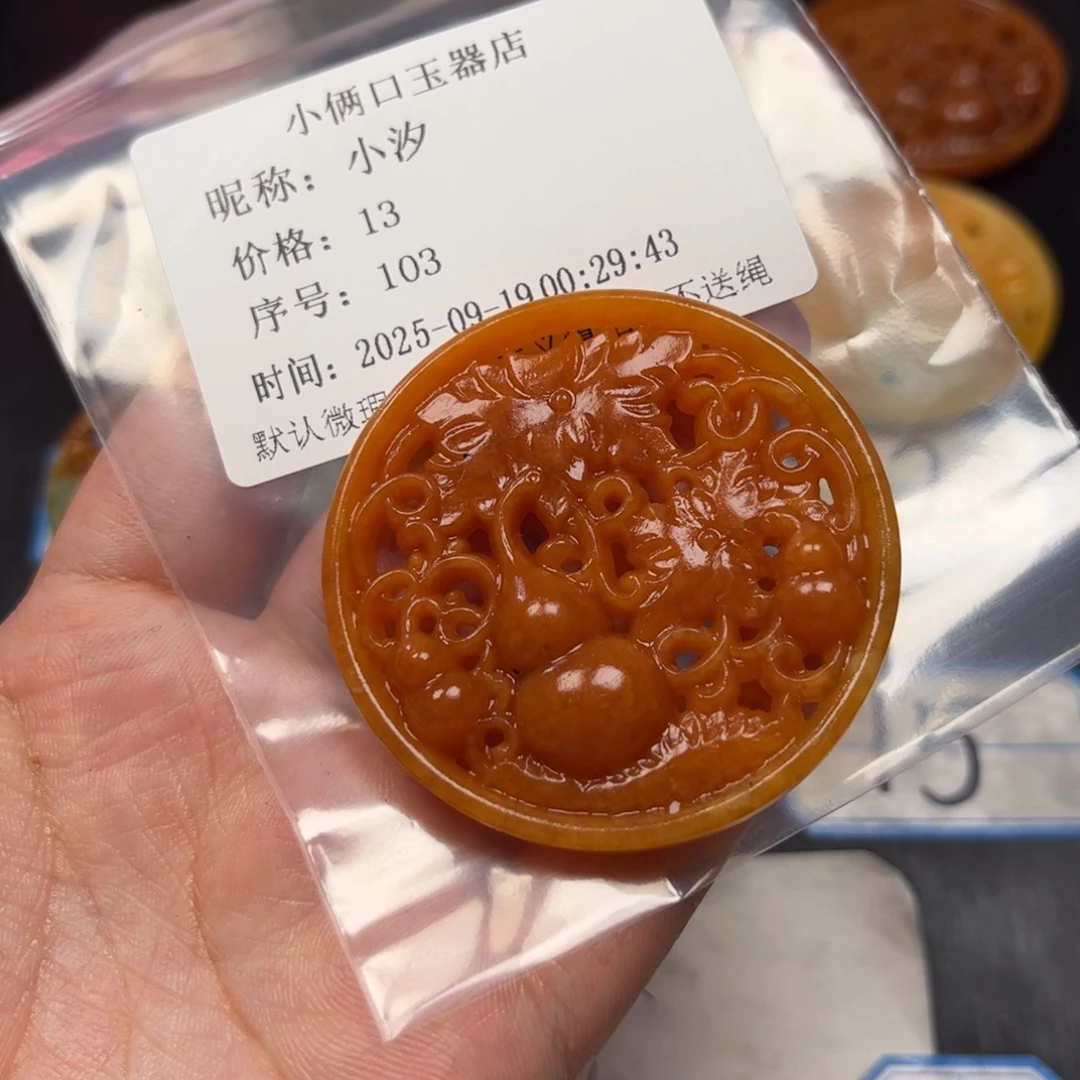 小俩口玉器店
昵称：小汐
价格：13
序号：103
时间：2025-09-19 00:29:43
默认微瑕 不送绳